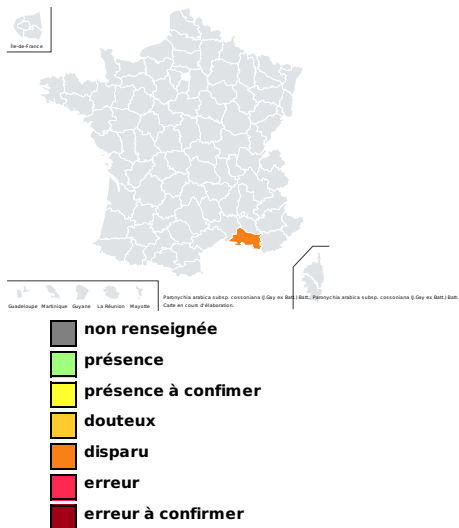 Île-de-France
Guadeloupe Martinique Guyane La Réunion Mayotte
Paronychia arabica subsp. cossoniana (J.Gay ex Batt.) Batt., Paronychia arabica subsp. cossoniana (J.Gay ex Batt.) Batt.
Carte en cours d'élaboration.
non renseignée
présence
présence à confimer
douteux
disparu
erreur
erreur à confirmer